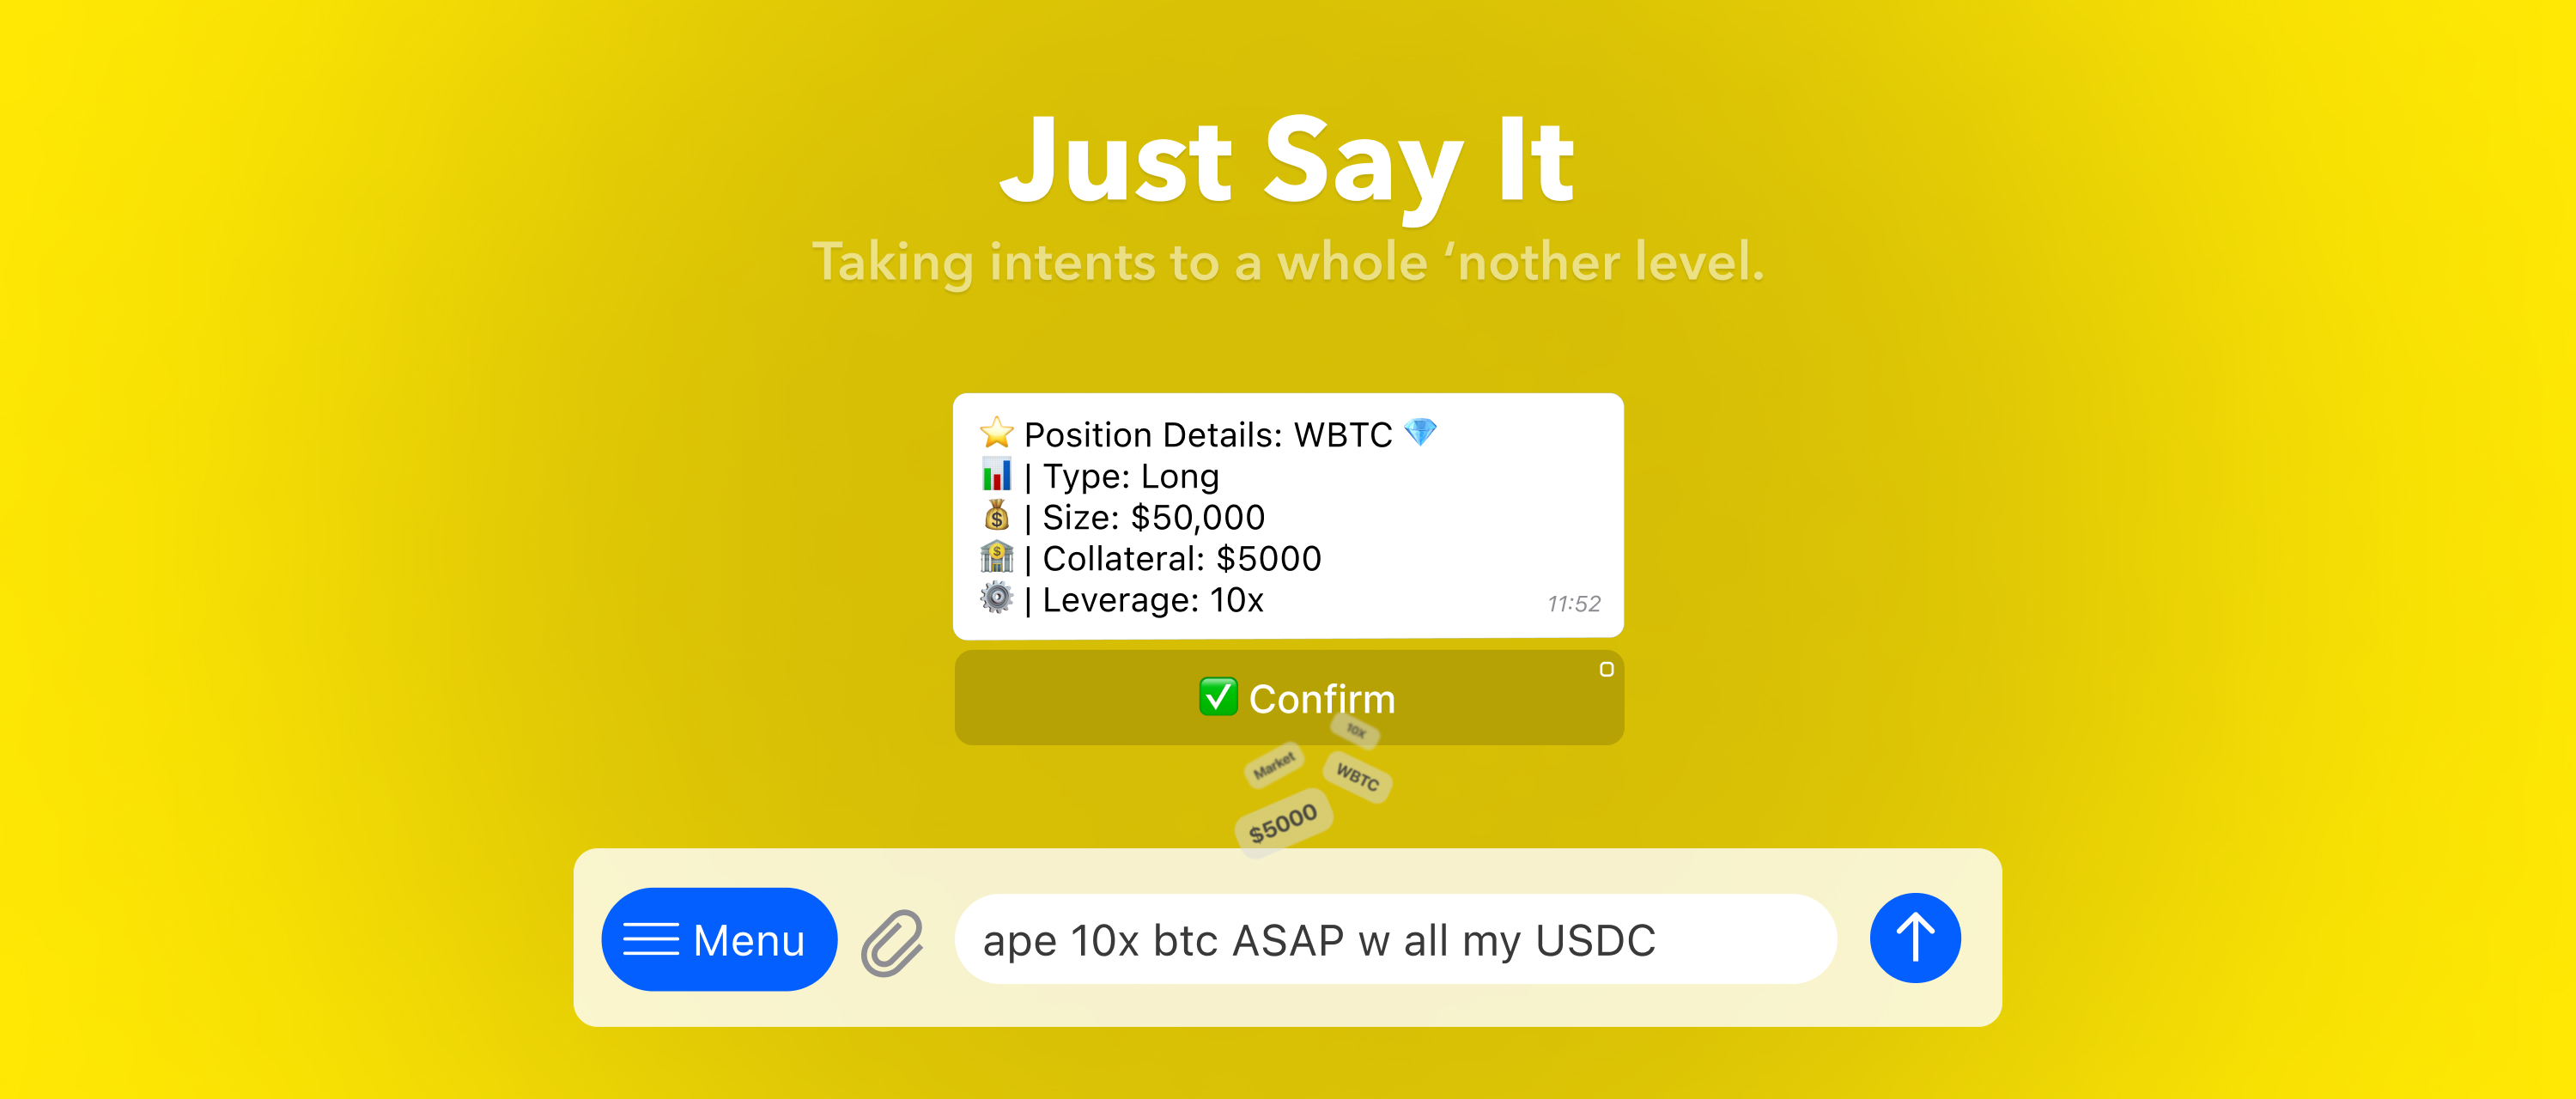 Just Say It
Taking intents to a whole ‘nother level.
⭐ Position Details: WBTC 💎
📊 | Type: Long
💰 | Size: $50,000
🏦 | Collateral: $5000
⚙️ | Leverage: 10x
11:52
✅ Confirm
10X
Market
WBTC
$5000
Menu
ape 10x btc ASAP w all my USDC